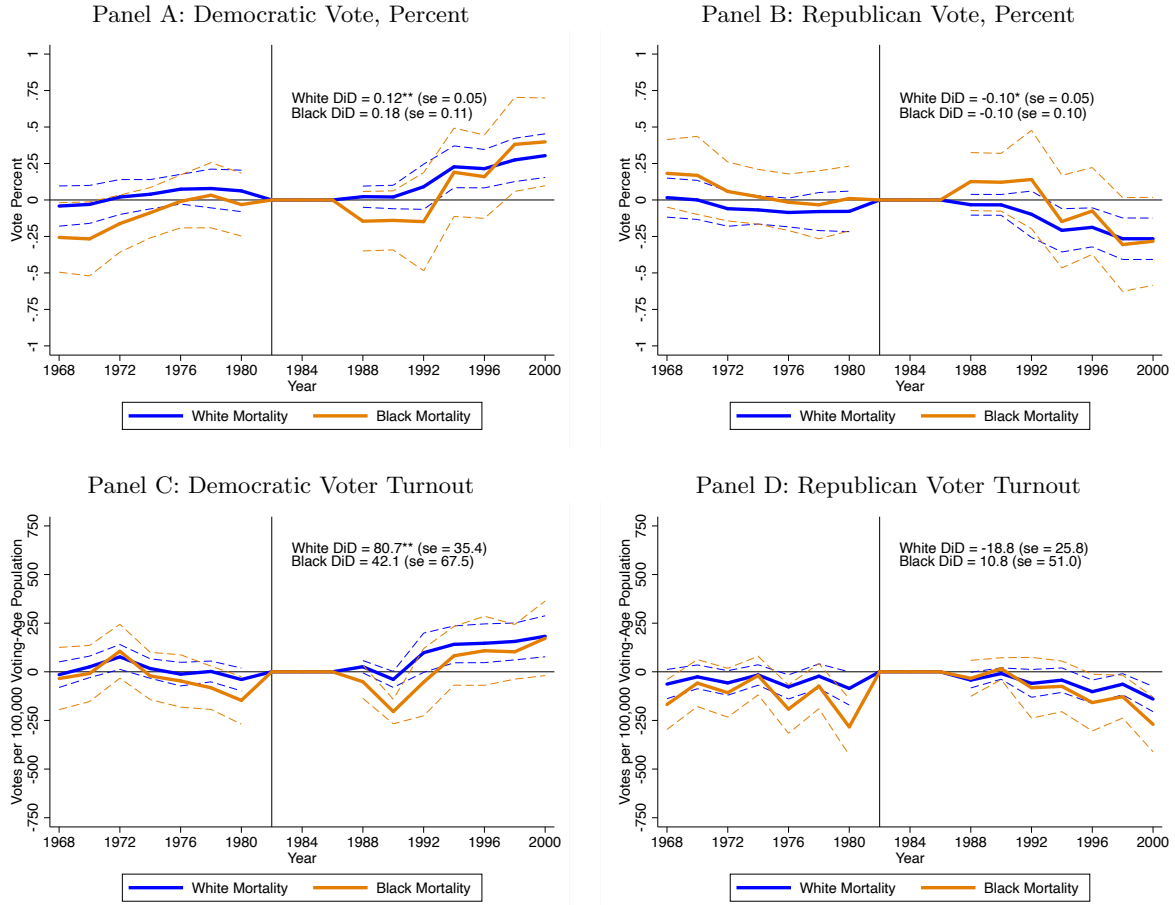 Panel A: Democratic Vote, Percent
Vote Percent
1
.75
.5
.25
0
-.25
-.5
-.75
-1
White DiD = 0.12** (se = 0.05)
Black DiD = 0.18 (se = 0.11)
1968 1972 1976 1980 1984 1988 1992 1996 2000
Year
White Mortality Black Mortality
Panel B: Republican Vote, Percent
Vote Percent
1
.75
.5
.25
0
-.25
-.5
-.75
-1
White DiD = -0.10* (se = 0.05)
Black DiD = -0.10 (se = 0.10)
1968 1972 1976 1980 1984 1988 1992 1996 2000
Year
White Mortality Black Mortality
Panel C: Democratic Voter Turnout
Votes per 100,000 Voting-Age Population
750
500
250
0
-250
-500
-750
White DiD = 80.7** (se = 35.4)
Black DiD = 42.1 (se = 67.5)
1968 1972 1976 1980 1984 1988 1992 1996 2000
Year
White Mortality Black Mortality
Panel D: Republican Voter Turnout
Votes per 100,000 Voting-Age Population
750
500
250
0
-250
-500
-750
White DiD = -18.8 (se = 25.8)
Black DiD = 10.8 (se = 51.0)
1968 1972 1976 1980 1984 1988 1992 1996 2000
Year
White Mortality Black Mortality